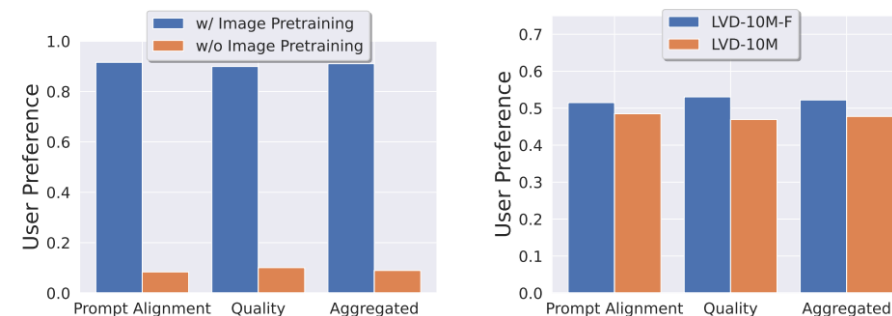 w/ Image Pretraining
w/o Image Pretraining
1.0
0.8
0.6
0.4
0.2
0.0
User Preference
Prompt Alignment Quality Aggregated
LVD-10M-F
LVD-10M
0.7
0.6
0.5
0.4
0.3
0.2
0.1
0.0
User Preference
Prompt Alignment Quality Aggregated